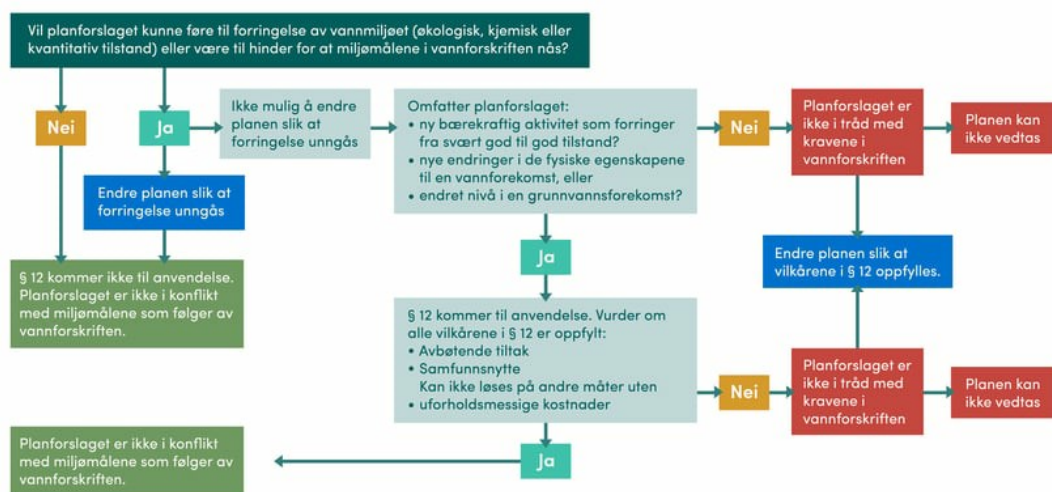 Vil planforslaget kunne føre til forringelse av vannmiljøet (økologisk, kjemisk eller
kvantitativ tilstand) eller være til hinder for at miljømålene i vannforskriften nås?
Nei
Ja
Ikke mulig å endre
planen slik at
forringelse unngås
Omfatter planforslaget:
• ny bærekraftig aktivitet som forringer
fra svært god til god tilstand?
• nye endringer i de fysiske egenskapene
til en vannforekomst, eller
• endret nivå i en grunnvannsforekomst?
Nei
Planforslaget er
ikke i tråd med
kravene i
vannforskriften
Planen kan
ikke vedtas
Endre planen slik at
forringelse unngås
Ja
Endre planen slik at
vilkårene i § 12 oppfylles.
§ 12 kommer ikke til anvendelse.
Planforslaget er ikke i konflikt
med miljømålene som følger av
vannforskriften.
§ 12 kommer til anvendelse. Vurder om
alle vilkårene i § 12 er oppfylt:
• Avbøtende tiltak
• Samfunnsnytte
Kan ikke løses på andre måter uten
• uforholdsmessige kostnader
Nei
Planforslaget er
ikke i tråd med
kravene i
vannforskriften
Planen kan
ikke vedtas
Ja
Planforslaget er ikke i konflikt
med miljømålene som følger av
vannforskriften.